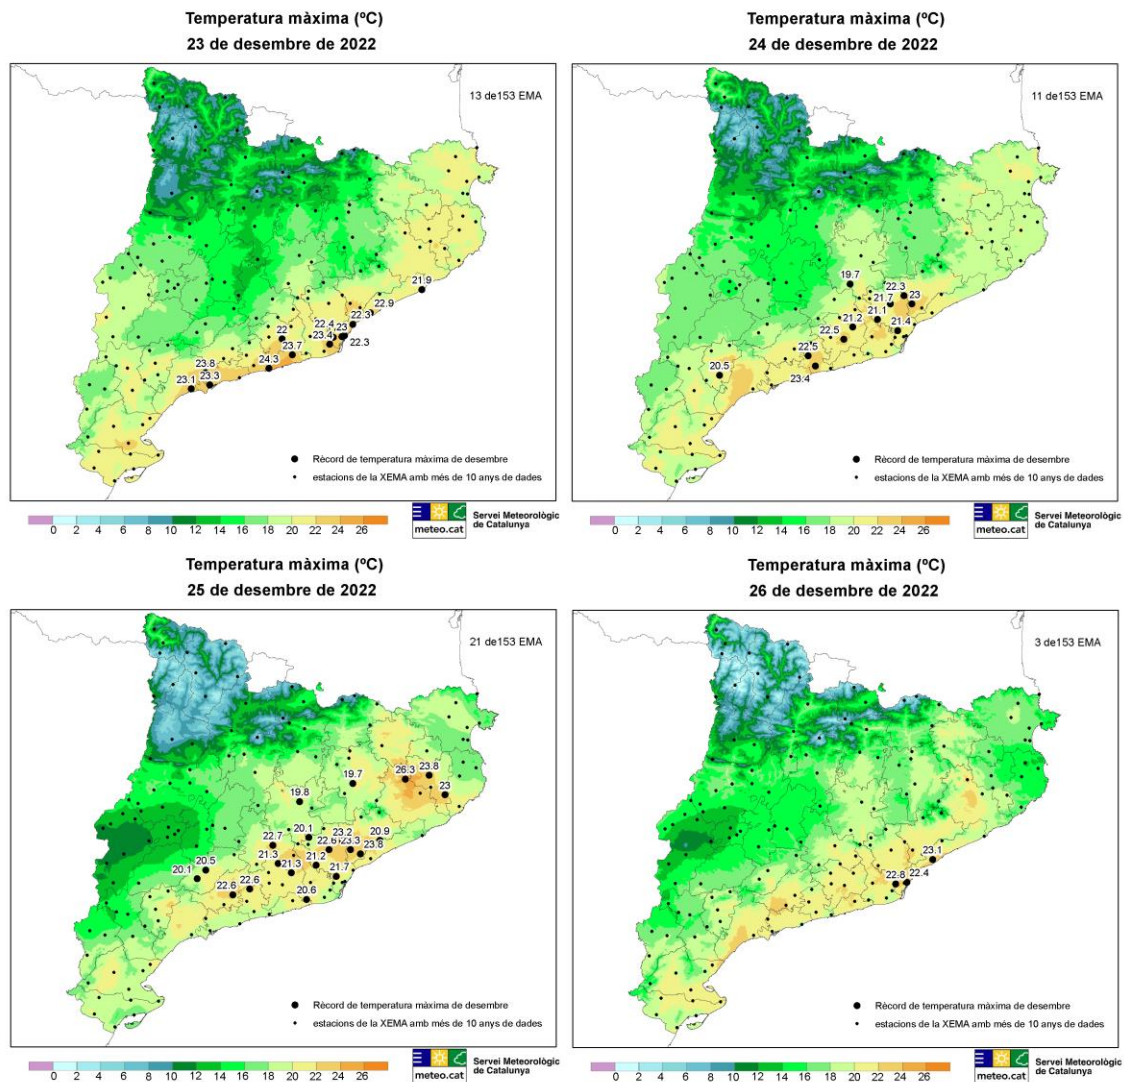 Temperatura màxima (ºC)
23 de desembre de 2022
13 de153 EMA
21.9
22.9
22.3
22.4
23
22
23.4
22.3
23.7
24.3
23.8
23.1
23.3
Rècord de temperatura màxima de desembre
estacions de la XEMA amb més de 10 anys de dades
0 2 4 6 8 10 12 14 16 18 20 22 24 26
meteo.cat
Servei Meteorològic
de Catalunya
Temperatura màxima (ºC)
24 de desembre de 2022
11 de153 EMA
19.7
22.3
21.7
23
21.1
21.2
21.4
22.5
22.5
23.4
20.5
Rècord de temperatura màxima de desembre
estacions de la XEMA amb més de 10 anys de dades
0 2 4 6 8 10 12 14 16 18 20 22 24 26
meteo.cat
Servei Meteorològic
de Catalunya
Temperatura màxima (ºC)
25 de desembre de 2022
21 de153 EMA
26.3
23.8
19.7
23
19.8
20.1
23.2
20.9
22.7
22.6
23.3
23.8
21.3
21.2
20.5
20.1
21.3
21.7
22.6
22.6
20.6
Rècord de temperatura màxima de desembre
estacions de la XEMA amb més de 10 anys de dades
0 2 4 6 8 10 12 14 16 18 20 22 24 26
meteo.cat
Servei Meteorològic
de Catalunya
Temperatura màxima (ºC)
26 de desembre de 2022
3 de153 EMA
23.1
22.8
22.4
Rècord de temperatura màxima de desembre
estacions de la XEMA amb més de 10 anys de dades
0 2 4 6 8 10 12 14 16 18 20 22 24 26
meteo.cat
Servei Meteorològic
de Catalunya